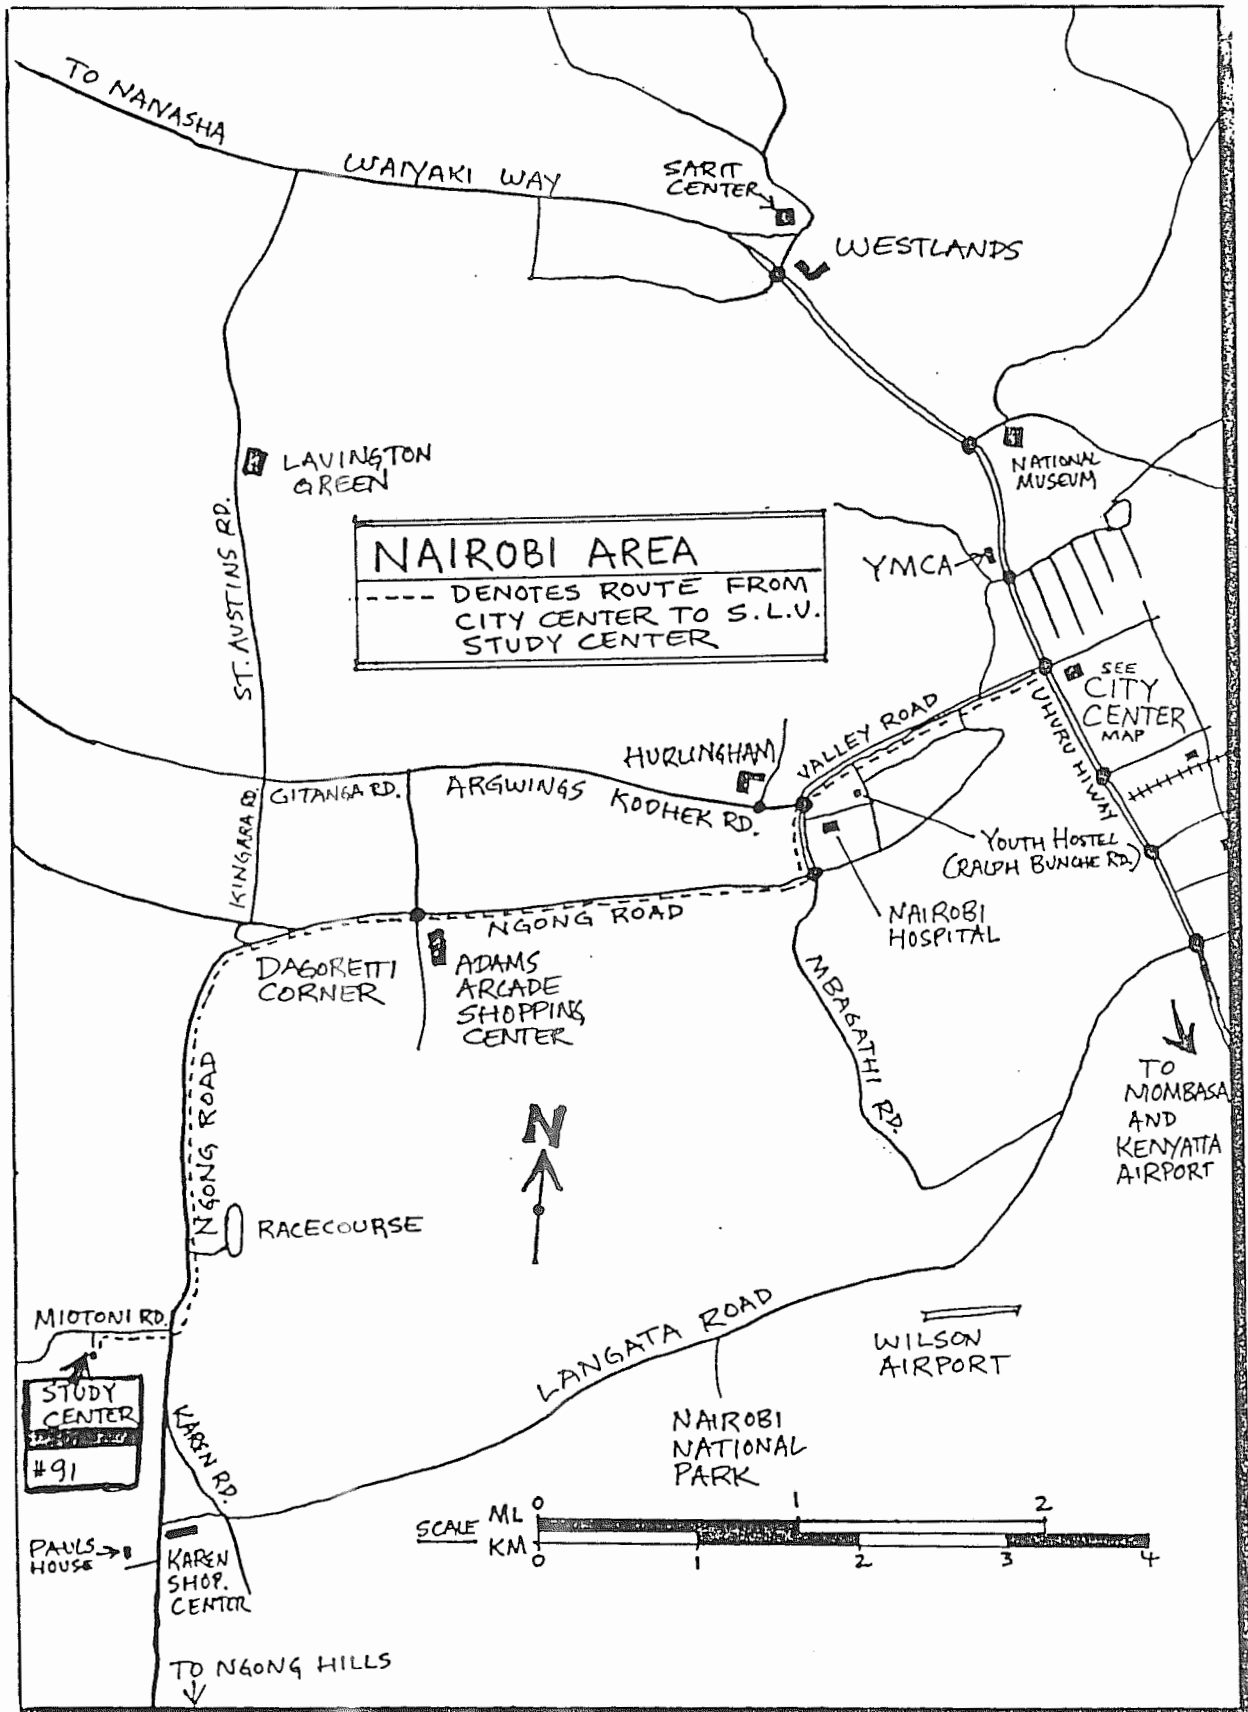 TO NANASHA
WAIYAKI WAY
SARIT
CENTER
WESTLANDS
LAVINGTON
GREEN
NATIONAL
MUSEUM
ST. AUSTINS RD.
NAIROBI AREA
---- DENOTES ROUTE FROM
CITY CENTER TO S.L.U.
STUDY CENTER
YMCA
SEE
CITY
CENTER
MAP
UHURU HIWAY
VALLEY ROAD
HURLINGHAM
KINGARA RD
GITANGA RD.
ARGWINGS
KODHEK RD.
YOUTH HOSTEL
(RALPH BUNCHE RD.)
NAIROBI
HOSPITAL
NGONG ROAD
DAGORETTI
CORNER
ADAMS
ARCADE
SHOPPING
CENTER
MBAGATHI RD.
TO
MOMBASA
AND
KENYATTA
AIRPORT
NGONG ROAD
N
RACECOURSE
MIOTONI RD.
LANGATA ROAD
WILSON
AIRPORT
STUDY
CENTER
#91
KAREN RD.
NAIROBI
NATIONAL
PARK
SCALE
ML 0 1 2
KM 0 1 2 3 4
PAULS
HOUSE
KAREN
SHOP.
CENTER
TO NGONG HILLS